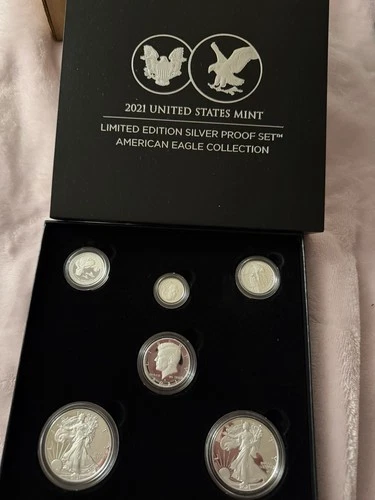 2021 UNITED STATES MINT
LIMITED EDITION SILVER PROOF SET™
AMERICAN EAGLE COLLECTION